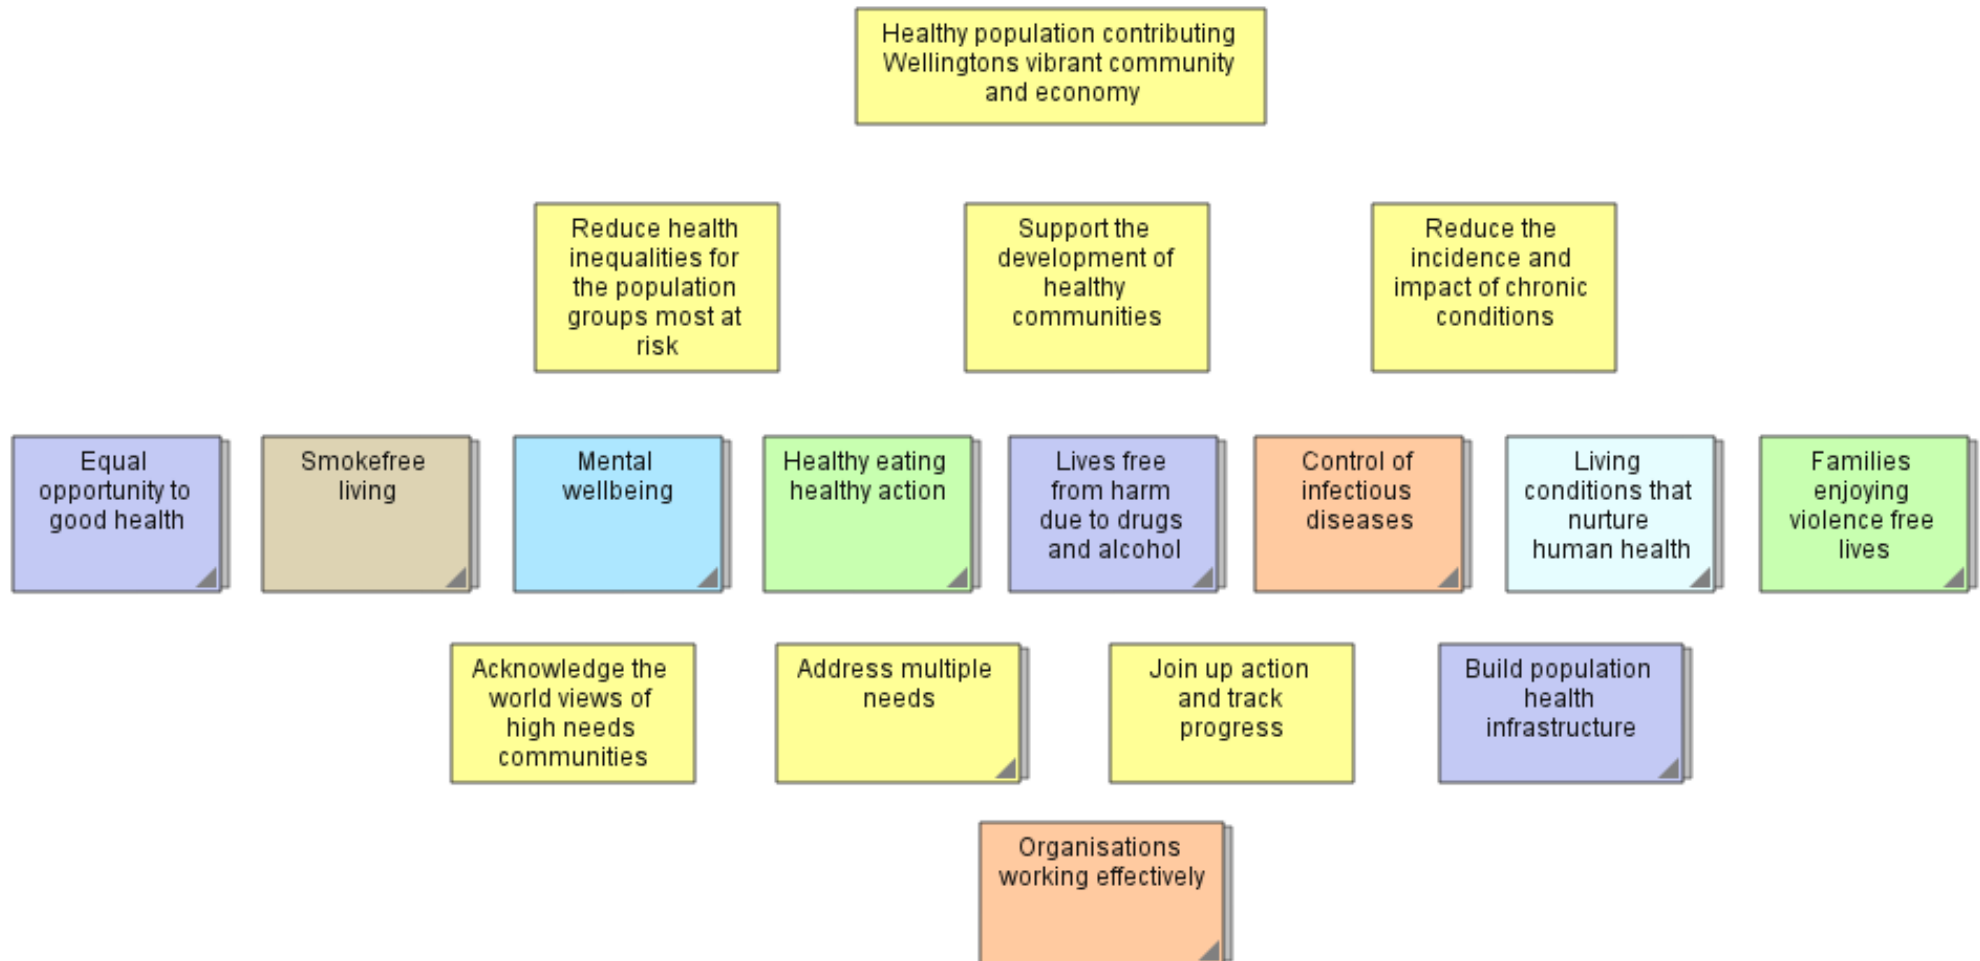 Healthy population contributing
Wellingtons vibrant community
and economy
Reduce health
inequalities for
the population
groups most at
risk
Support the
development of
healthy
communities
Reduce the
incidence and
impact of chronic
conditions
Equal
opportunity to
good health
Smokefree
living
Mental
wellbeing
Healthy eating
healthy action
Lives free
from harm
due to drugs
and alcohol
Control of
infectious
diseases
Living
conditions that
nurture
human health
Families
enjoying
violence free
lives
Acknowledge the
world views of
high needs
communities
Address multiple
needs
Join up action
and track
progress
Build population
health
infrastructure
Organisations
working effectively